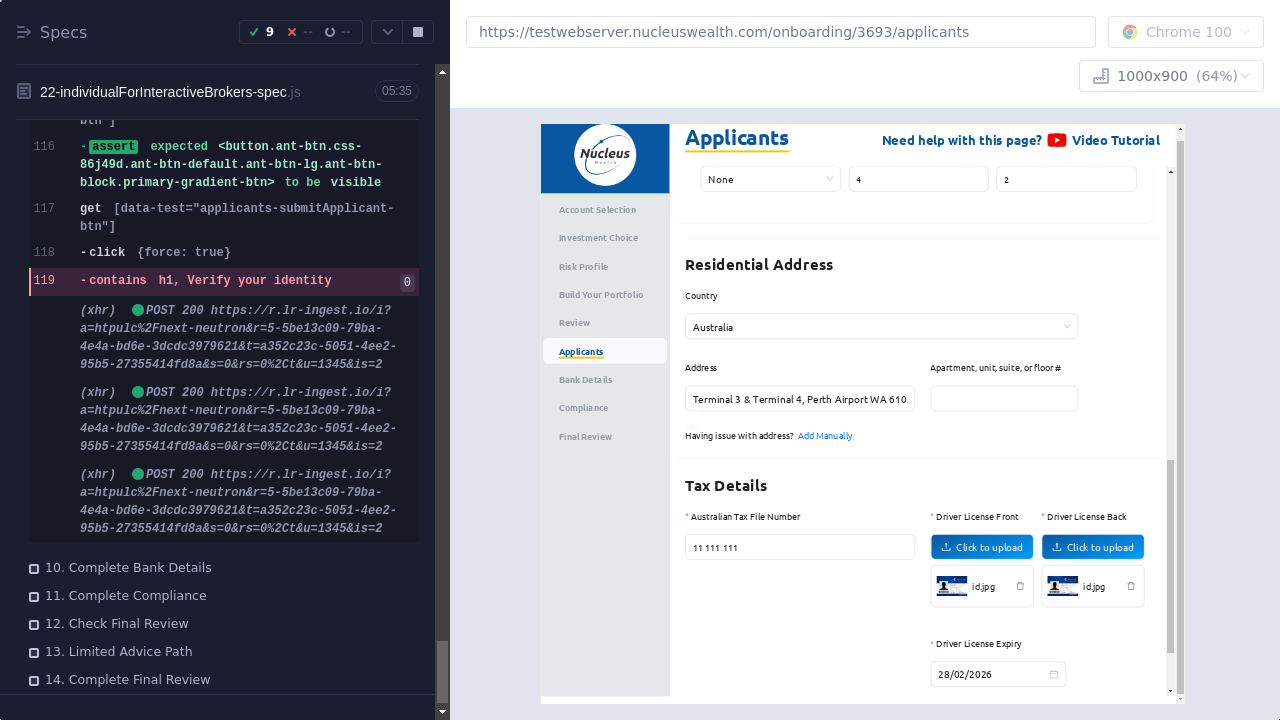 Specs
9
--
--
22-individualForInteractiveBrokers-spec.js
05:35
btn"]
116 -assert expected <button.ant-btn.css-
86j49d.ant-btn-default.ant-btn-lg.ant-btn-
block.primary-gradient-btn> to be visible
117 get [data-test="applicants-submitApplicant-
btn"]
118 -click {force: true}
119 -contains h1, Verify your identity 0
(xhr) POST 200 https://r.lr-ingest.io/i?
a=htpulc%2Fnext-neutron&r=5-5be13c09-79ba-
4e4a-bd6e-3dcdc3979621&t=a352c23c-5051-4ee2-
95b5-27355414fd8a&s=0&rs=0%2Ct&u=1345&is=2
(xhr) POST 200 https://r.lr-ingest.io/i?
a=htpulc%2Fnext-neutron&r=5-5be13c09-79ba-
4e4a-bd6e-3dcdc3979621&t=a352c23c-5051-4ee2-
95b5-27355414fd8a&s=0&rs=0%2Ct&u=1345&is=2
(xhr) POST 200 https://r.lr-ingest.io/i?
a=htpulc%2Fnext-neutron&r=5-5be13c09-79ba-
4e4a-bd6e-3dcdc3979621&t=a352c23c-5051-4ee2-
95b5-27355414fd8a&s=0&rs=0%2Ct&u=1345&is=2
10. Complete Bank Details
11. Complete Compliance
12. Check Final Review
13. Limited Advice Path
14. Complete Final Review
https://testwebserver.nucleuswealth.com/onboarding/3693/applicants
Chrome 100
1000x900 (64%)
Nucleus
Wealth
Account Selection
Investment Choice
Risk Profile
Build Your Portfolio
Review
Applicants
Bank Details
Compliance
Final Review
Applicants
Need help with this page? Video Tutorial
None 4 2
Residential Address
Country
Australia
Address Apartment, unit, suite, or floor #
Terminal 3 & Terminal 4, Perth Airport WA 610
Having issue with address? Add Manually
Tax Details
* Australian Tax File Number * Driver License Front * Driver License Back
11 111 111 Click to upload Click to upload
id.jpg id.jpg
* Driver License Expiry
28/02/2026